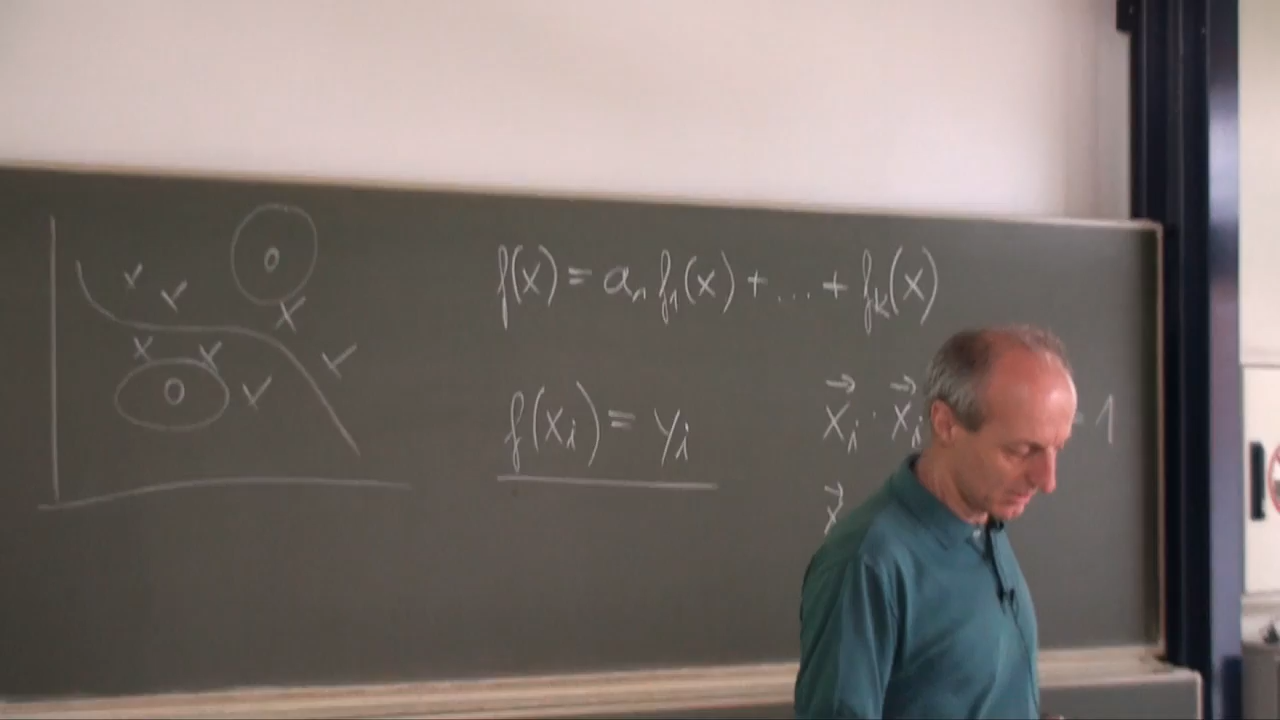 f(x) = a₁ f₁(x) + ... + fₖ(x)
f(xᵢ) = yᵢ
x⃗ᵢ · x⃗ᵢ = 1
x⃗